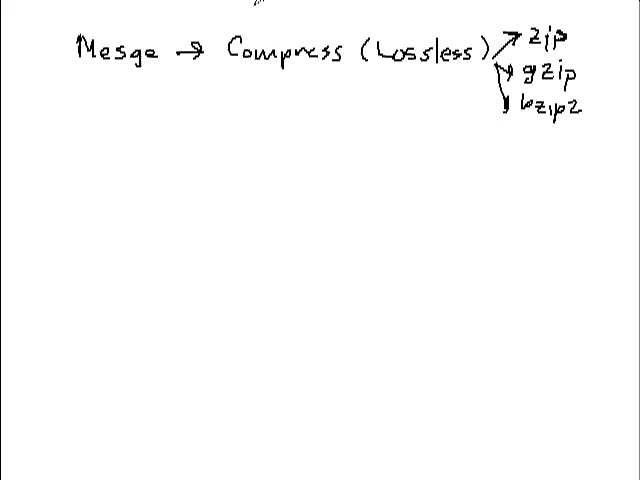 Mesge → Compress (Lossless) → zip
→ gzip
→ bzip2